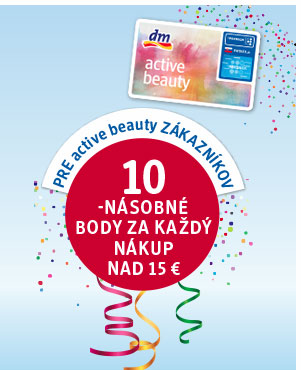 dm
active
beauty
PRE active beauty ZÁKAZNÍKOV
10
-NÁSOBNÉ
BODY ZA KAŽDÝ
NÁKUP
NAD 15 €